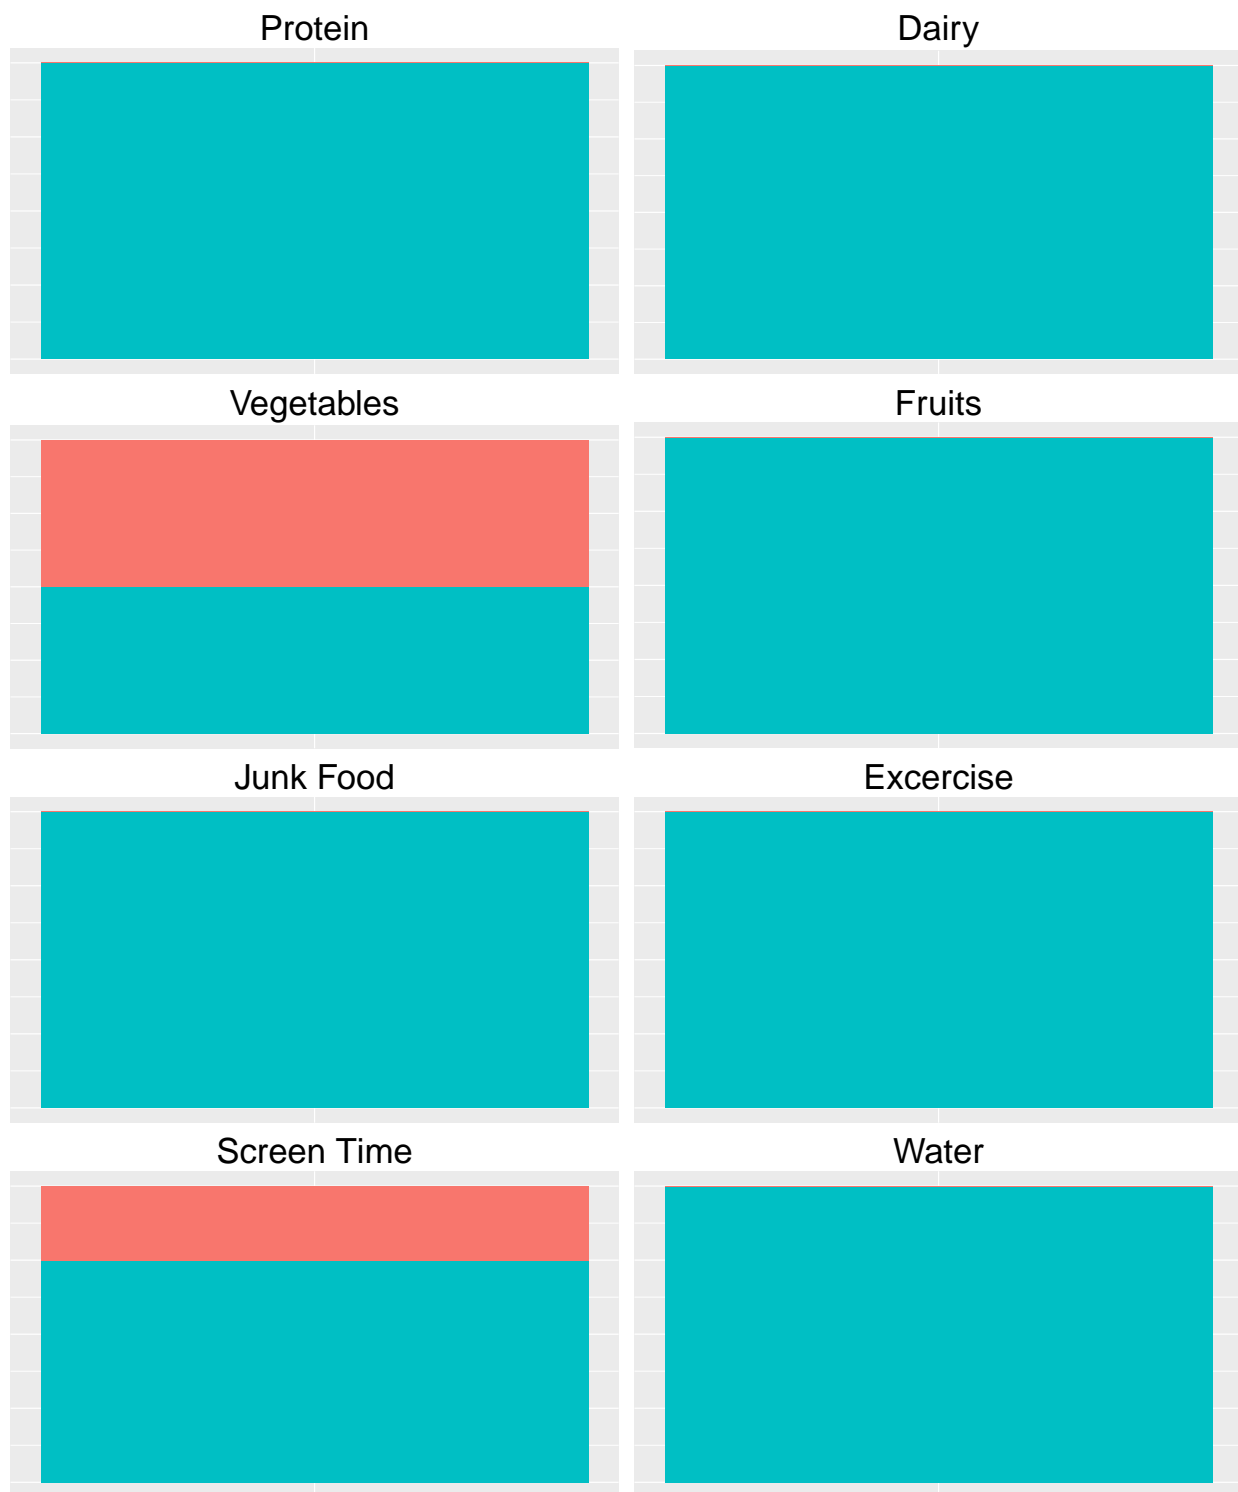 Protein
Dairy
Vegetables
Fruits
Junk Food
Excercise
Screen Time
Water